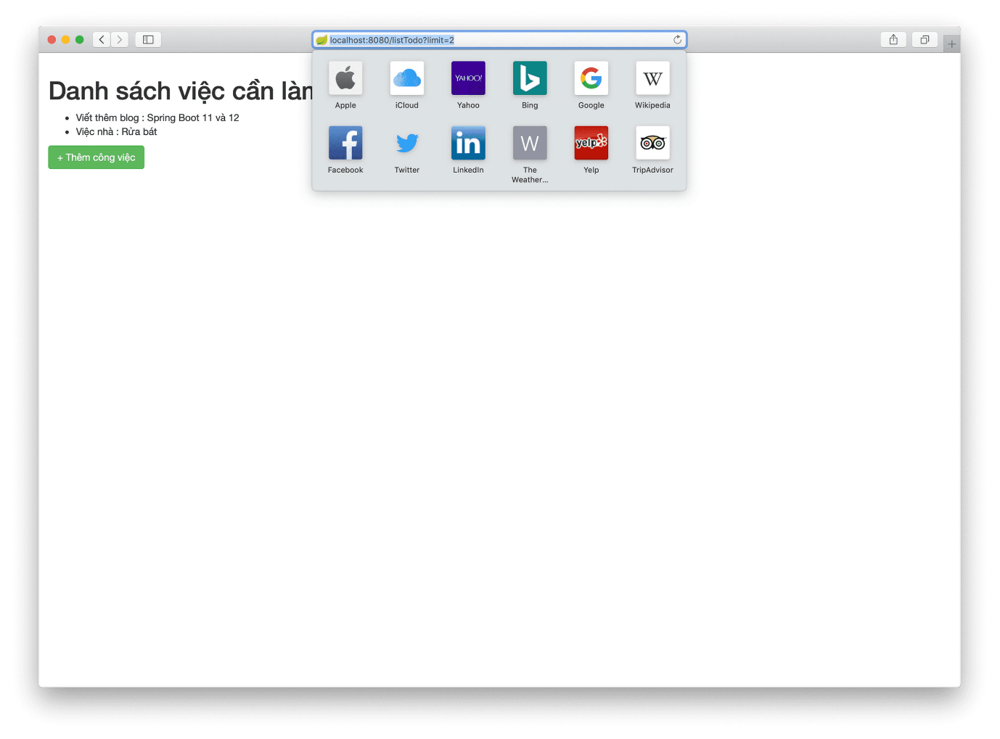 localhost:8080/listTodo?limit=2
Apple
iCloud
YAHOO!
Yahoo
Bing
Google
W
Wikipedia
Facebook
Twitter
in
LinkedIn
W
The
Weather...
yelp
Yelp
TripAdvisor
Danh sách việc cần làm
• Viết thêm blog : Spring Boot 11 và 12
• Việc nhà : Rửa bát
+ Thêm công việc